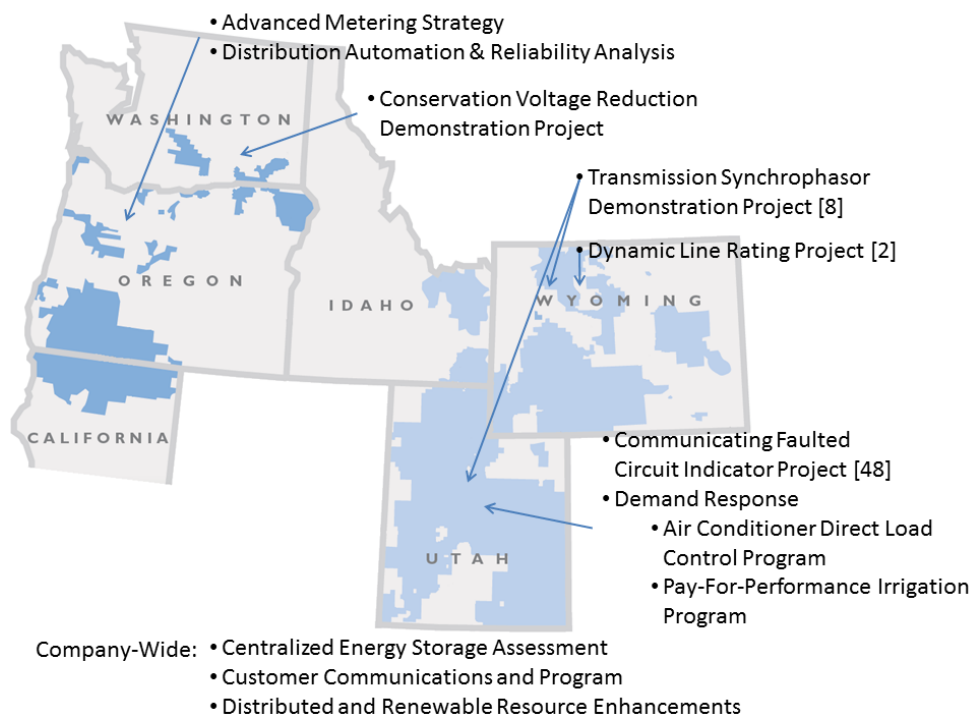 • Advanced Metering Strategy
• Distribution Automation & Reliability Analysis
• Conservation Voltage Reduction
Demonstration Project
WASHINGTON
• Transmission Synchrophasor
Demonstration Project [8]
• Dynamic Line Rating Project [2]
OREGON
IDAHO
WYOMING
CALIFORNIA
• Communicating Faulted
Circuit Indicator Project [48]
• Demand Response
• Air Conditioner Direct Load
Control Program
• Pay-For-Performance Irrigation
Program
UTAH
Company-Wide: • Centralized Energy Storage Assessment
• Customer Communications and Program
• Distributed and Renewable Resource Enhancements